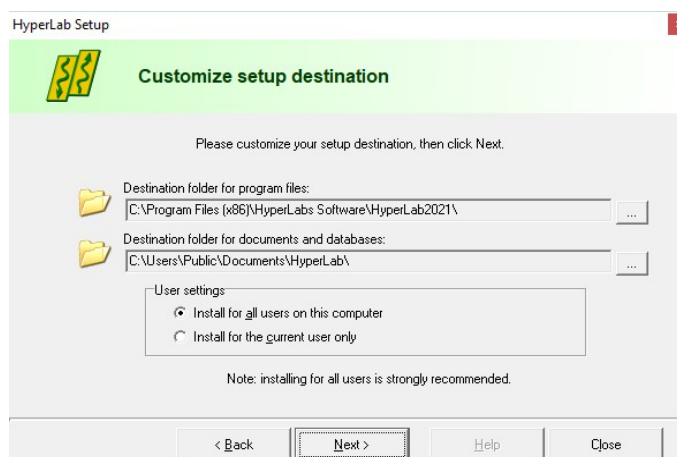 HyperLab Setup
Customize setup destination
Please customize your setup destination, then click Next.
Destination folder for program files:
C:\Program Files (x86)\HyperLabs Software\HyperLab2021\
...
Destination folder for documents and databases:
C:\Users\Public\Documents\HyperLab\
...
User settings
Install for all users on this computer
Install for the current user only
Note: installing for all users is strongly recommended.
< Back
Next >
Help
Close